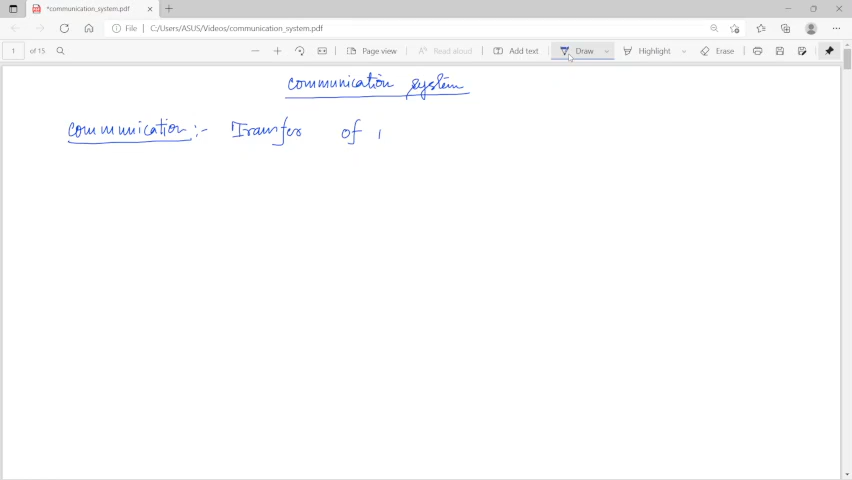 *communication_system.pdf
File C:/Users/ASUS/Videos/communication_system.pdf
1 of 15 Page view Read aloud Add text Draw Highlight Erase
communication system
communication :- Transfer of